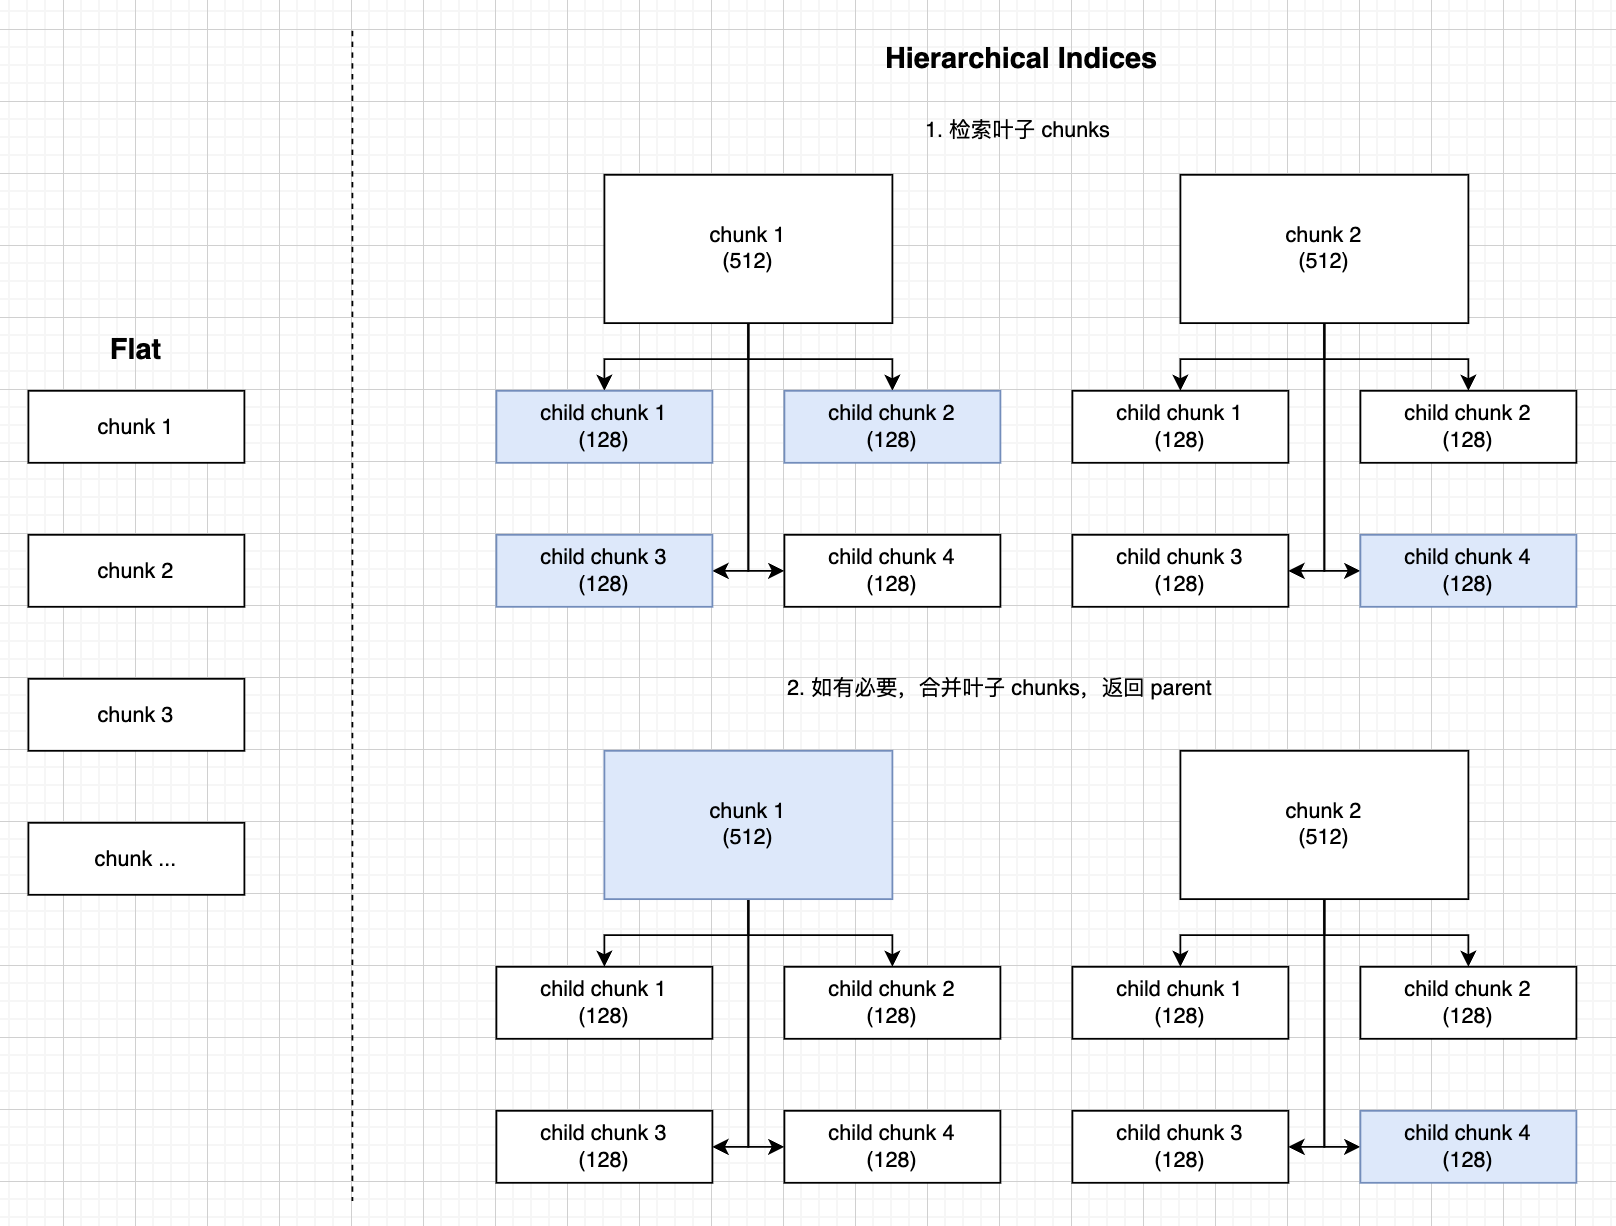 Flat
chunk 1
chunk 2
chunk 3
chunk ...
Hierarchical Indices
1. 检索叶子 chunks
chunk 1
(512)
chunk 2
(512)
child chunk 1
(128)
child chunk 2
(128)
child chunk 1
(128)
child chunk 2
(128)
child chunk 3
(128)
child chunk 4
(128)
child chunk 3
(128)
child chunk 4
(128)
2. 如有必要，合并叶子 chunks，返回 parent
chunk 1
(512)
chunk 2
(512)
child chunk 1
(128)
child chunk 2
(128)
child chunk 1
(128)
child chunk 2
(128)
child chunk 3
(128)
child chunk 4
(128)
child chunk 3
(128)
child chunk 4
(128)